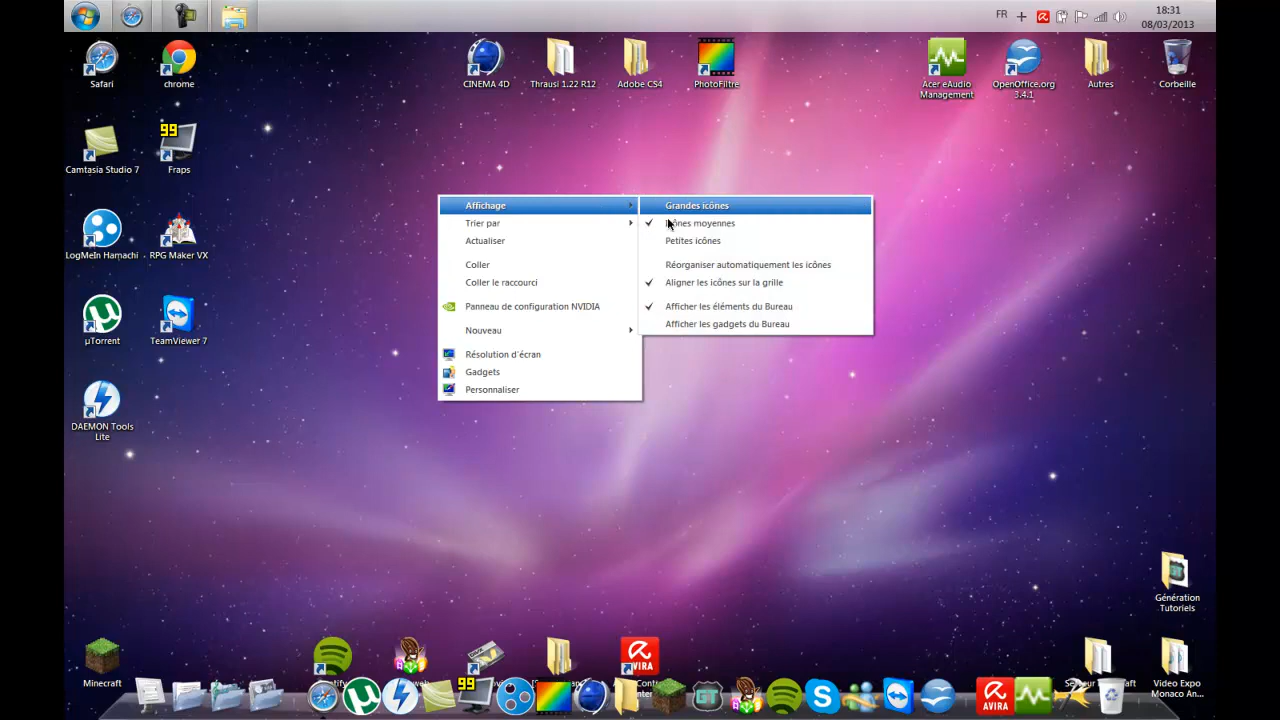 FR
18:31
08/03/2013
Safari
chrome
CINEMA 4D
Thrausi 1.22 R12
Adobe CS4
PhotoFiltre
Acer eAudio
Management
OpenOffice.org
3.4.1
Autres
Corbeille
99
Camtasia Studio 7
Fraps
LogMeIn Hamachi
RPG Maker VX
µTorrent
TeamViewer 7
DAEMON Tools
Lite
Affichage
Trier par
Actualiser
Coller
Coller le raccourci
Panneau de configuration NVIDIA
Nouveau
Résolution d'écran
Gadgets
Personnaliser
Grandes icônes
Icônes moyennes
Petites icônes
Réorganiser automatiquement les icônes
Aligner les icônes sur la grille
Afficher les éléments du Bureau
Afficher les gadgets du Bureau
Génération
Tutoriels
Minecraft
AVIRA
Video Expo
Monaco An...
99
GT
AVIRA